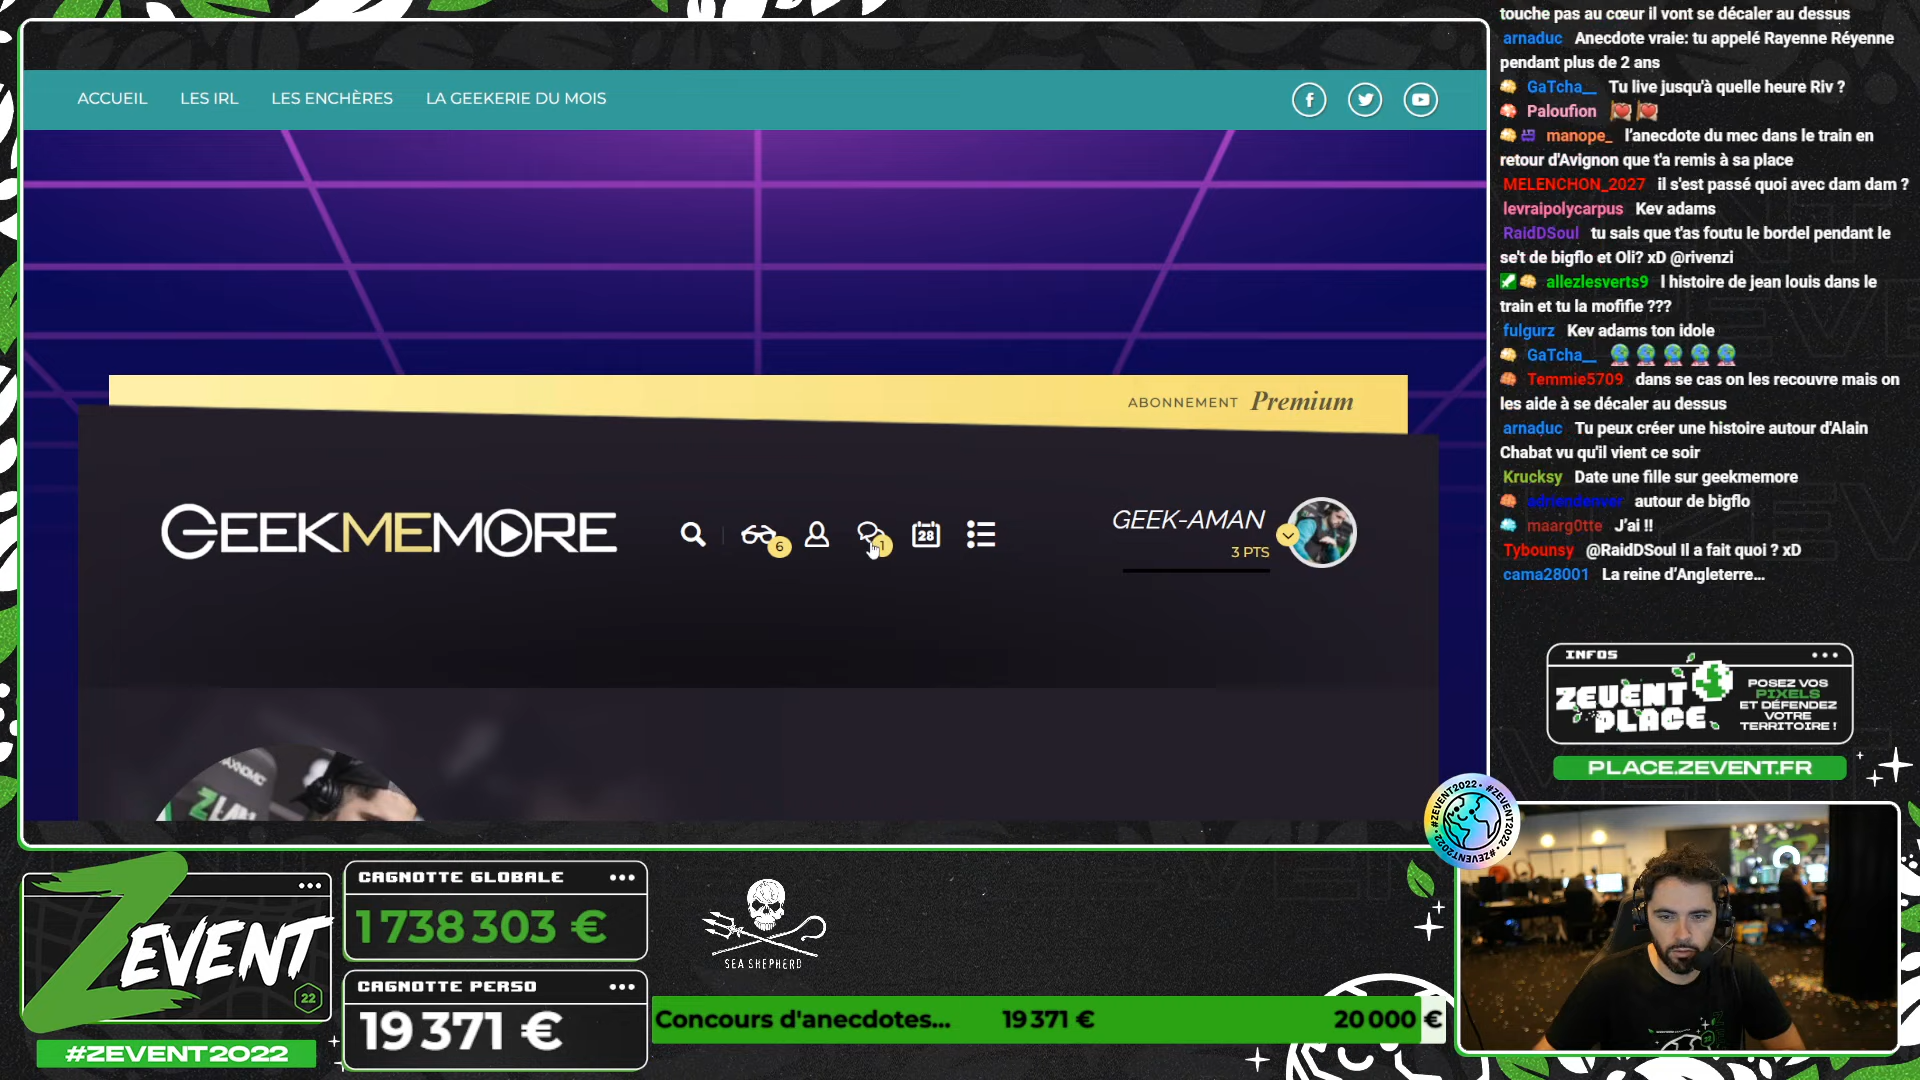 touche pas au cœur il vont se décaler au dessus
arnaduc Anecdote vraie: tu appelé Rayenne Réyenne
pendant plus de 2 ans
GaTcha__ Tu live jusqu'à quelle heure Riv ?
Paloufion
manope_ l'anecdote du mec dans le train en
retour d'Avignon que t'a remis à sa place
MELENCHON_2027 il s'est passé quoi avec dam dam ?
levraipolycarpus Kev adams
RaidDSoul tu sais que t'as foutu le bordel pendant le
se't de bigflo et Oli? xD @rivenzi
allezlesverts9 l histoire de jean louis dans le
train et tu la mofifie ???
fulgurz Kev adams ton idole
GaTcha__
Temmie5709 dans se cas on les recouvre mais on
les aide à se décaler au dessus
arnaduc Tu peux créer une histoire autour d'Alain
Chabat vu qu'il vient ce soir
Krucksy Date une fille sur geekmemore
adriendenver autour de bigflo
maarg0tte J'ai !!
Tybounsy @RaidDSoul Il a fait quoi ? xD
cama28001 La reine d'Angleterre...
ACCUEIL LES IRL LES ENCHÈRES LA GEEKERIE DU MOIS
ABONNEMENT Premium
GEEKMEMORE
6
1
28
GEEK-AMAN
3 PTS
ZLAN
INFOS
ZEVENT
PLACE
POSEZ VOS
PIXELS
ET DÉFENDEZ
VOTRE
TERRITOIRE !
PLACE.ZEVENT.FR
#ZEVENT2022 • #ZEVENT2022 •
ZEVENT
22
#ZEVENT2022
CAGNOTTE GLOBALE
1 738 303 €
CAGNOTTE PERSO
19 371 €
SEA SHEPHERD
Concours d'anecdotes... 19 371 € 20 000 €